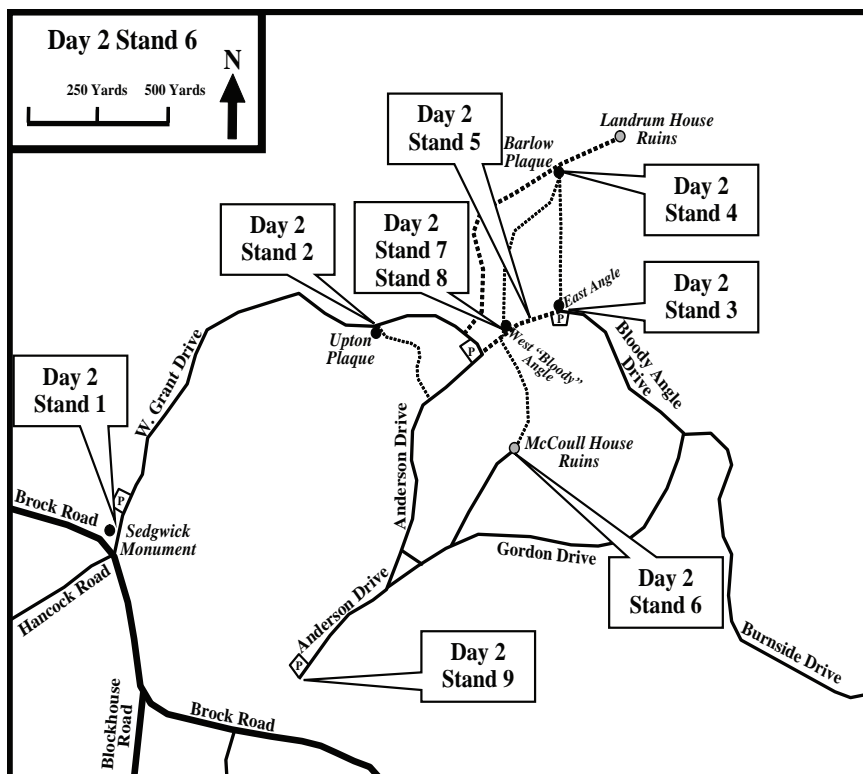 Day 2 Stand 6
N
250 Yards
500 Yards
Day 2
Stand 5
Landrum House
Ruins
Barlow
Plaque
Day 2
Stand 4
Day 2
Stand 2
Day 2
Stand 7
Stand 8
East Angle
Day 2
Stand 3
P
Upton
Plaque
P
West "Bloody"
Angle
Bloody Angle
Drive
W. Grant Drive
Day 2
Stand 1
Anderson Drive
McCoull House
Ruins
P
Brock Road
Sedgwick
Monument
Gordon Drive
Hancock Road
Day 2
Stand 6
Anderson Drive
P
Day 2
Stand 9
Burnside Drive
Blockhouse
Road
Brock Road